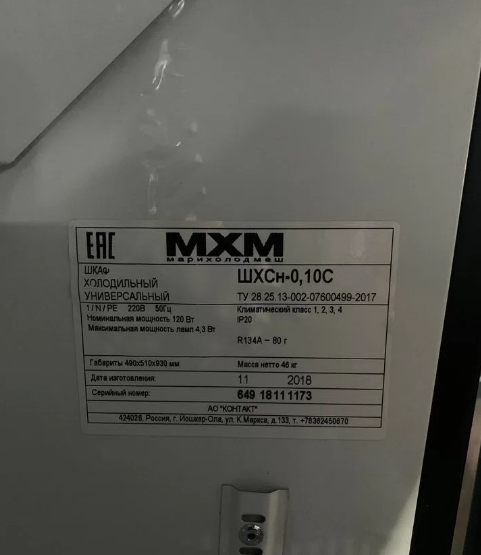 ЕАС
МХМ
марихолодмаш
ШКАФ
ХОЛОДИЛЬНЫЙ
УНИВЕРСАЛЬНЫЙ
ШХСн-0,10С
ТУ 28.25.13-002-07600499-2017
1 / N / PE 220В 50Гц
Номинальная мощность 120 Вт
Максимальная мощность ламп 4,3 Вт
Климатический класс 1, 2, 3, 4
IP20
R134A – 80 г
Габариты 490х510х930 мм
Масса нетто 46 кг
Дата изготовления: 11 2018
Серийный номер: 649 18111173
АО "КОНТАКТ"
424026, Россия, г. Йошкар-Ола, ул. К.Маркса, д.133, т. +78362450670